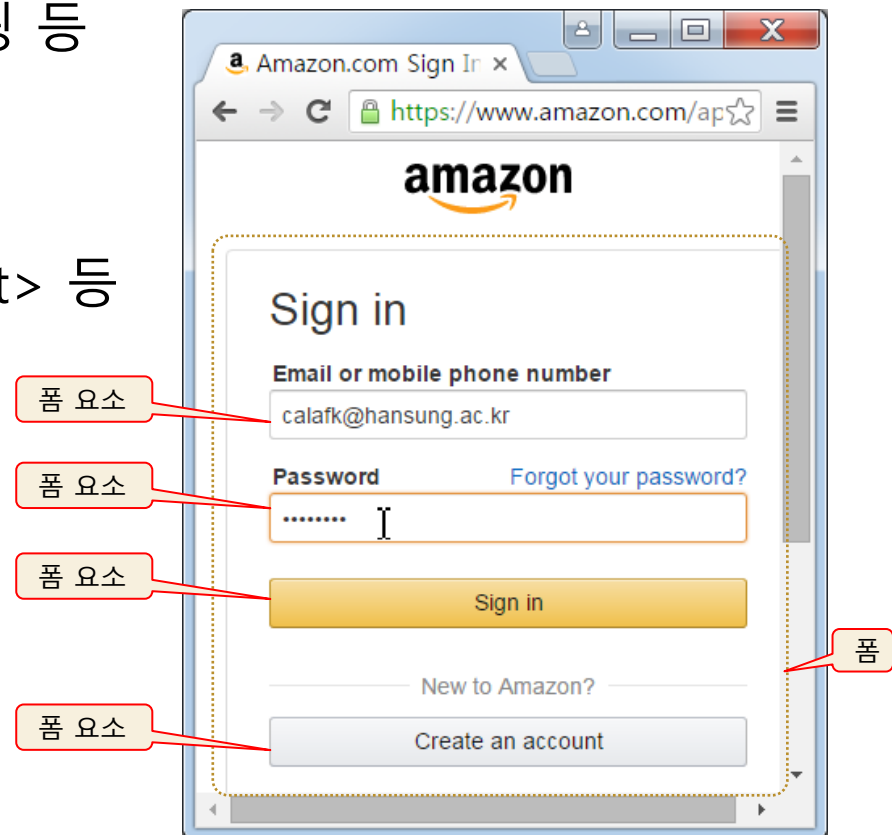 등
Amazon.com Sign In
https://www.amazon.com/ap
amazon
t> 등
Sign in
Email or mobile phone number
폼 요소
calafk@hansung.ac.kr
Password Forgot your password?
폼 요소
••••••••
폼 요소
Sign in
폼
New to Amazon?
폼 요소
Create an account